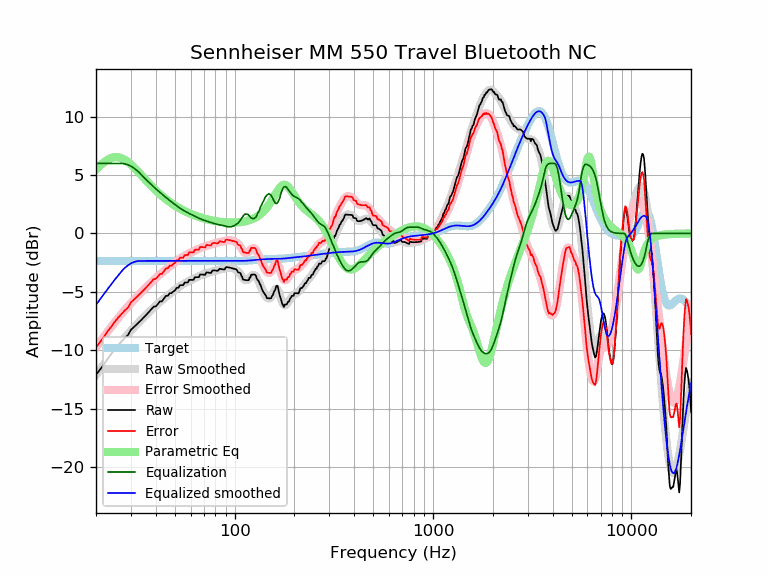 Sennheiser MM 550 Travel Bluetooth NC
10
5
0
−5
−10
−15
−20
Amplitude (dBr)
Target
Raw Smoothed
Error Smoothed
Raw
Error
Parametric Eq
Equalization
Equalized smoothed
100
1000
10000
Frequency (Hz)